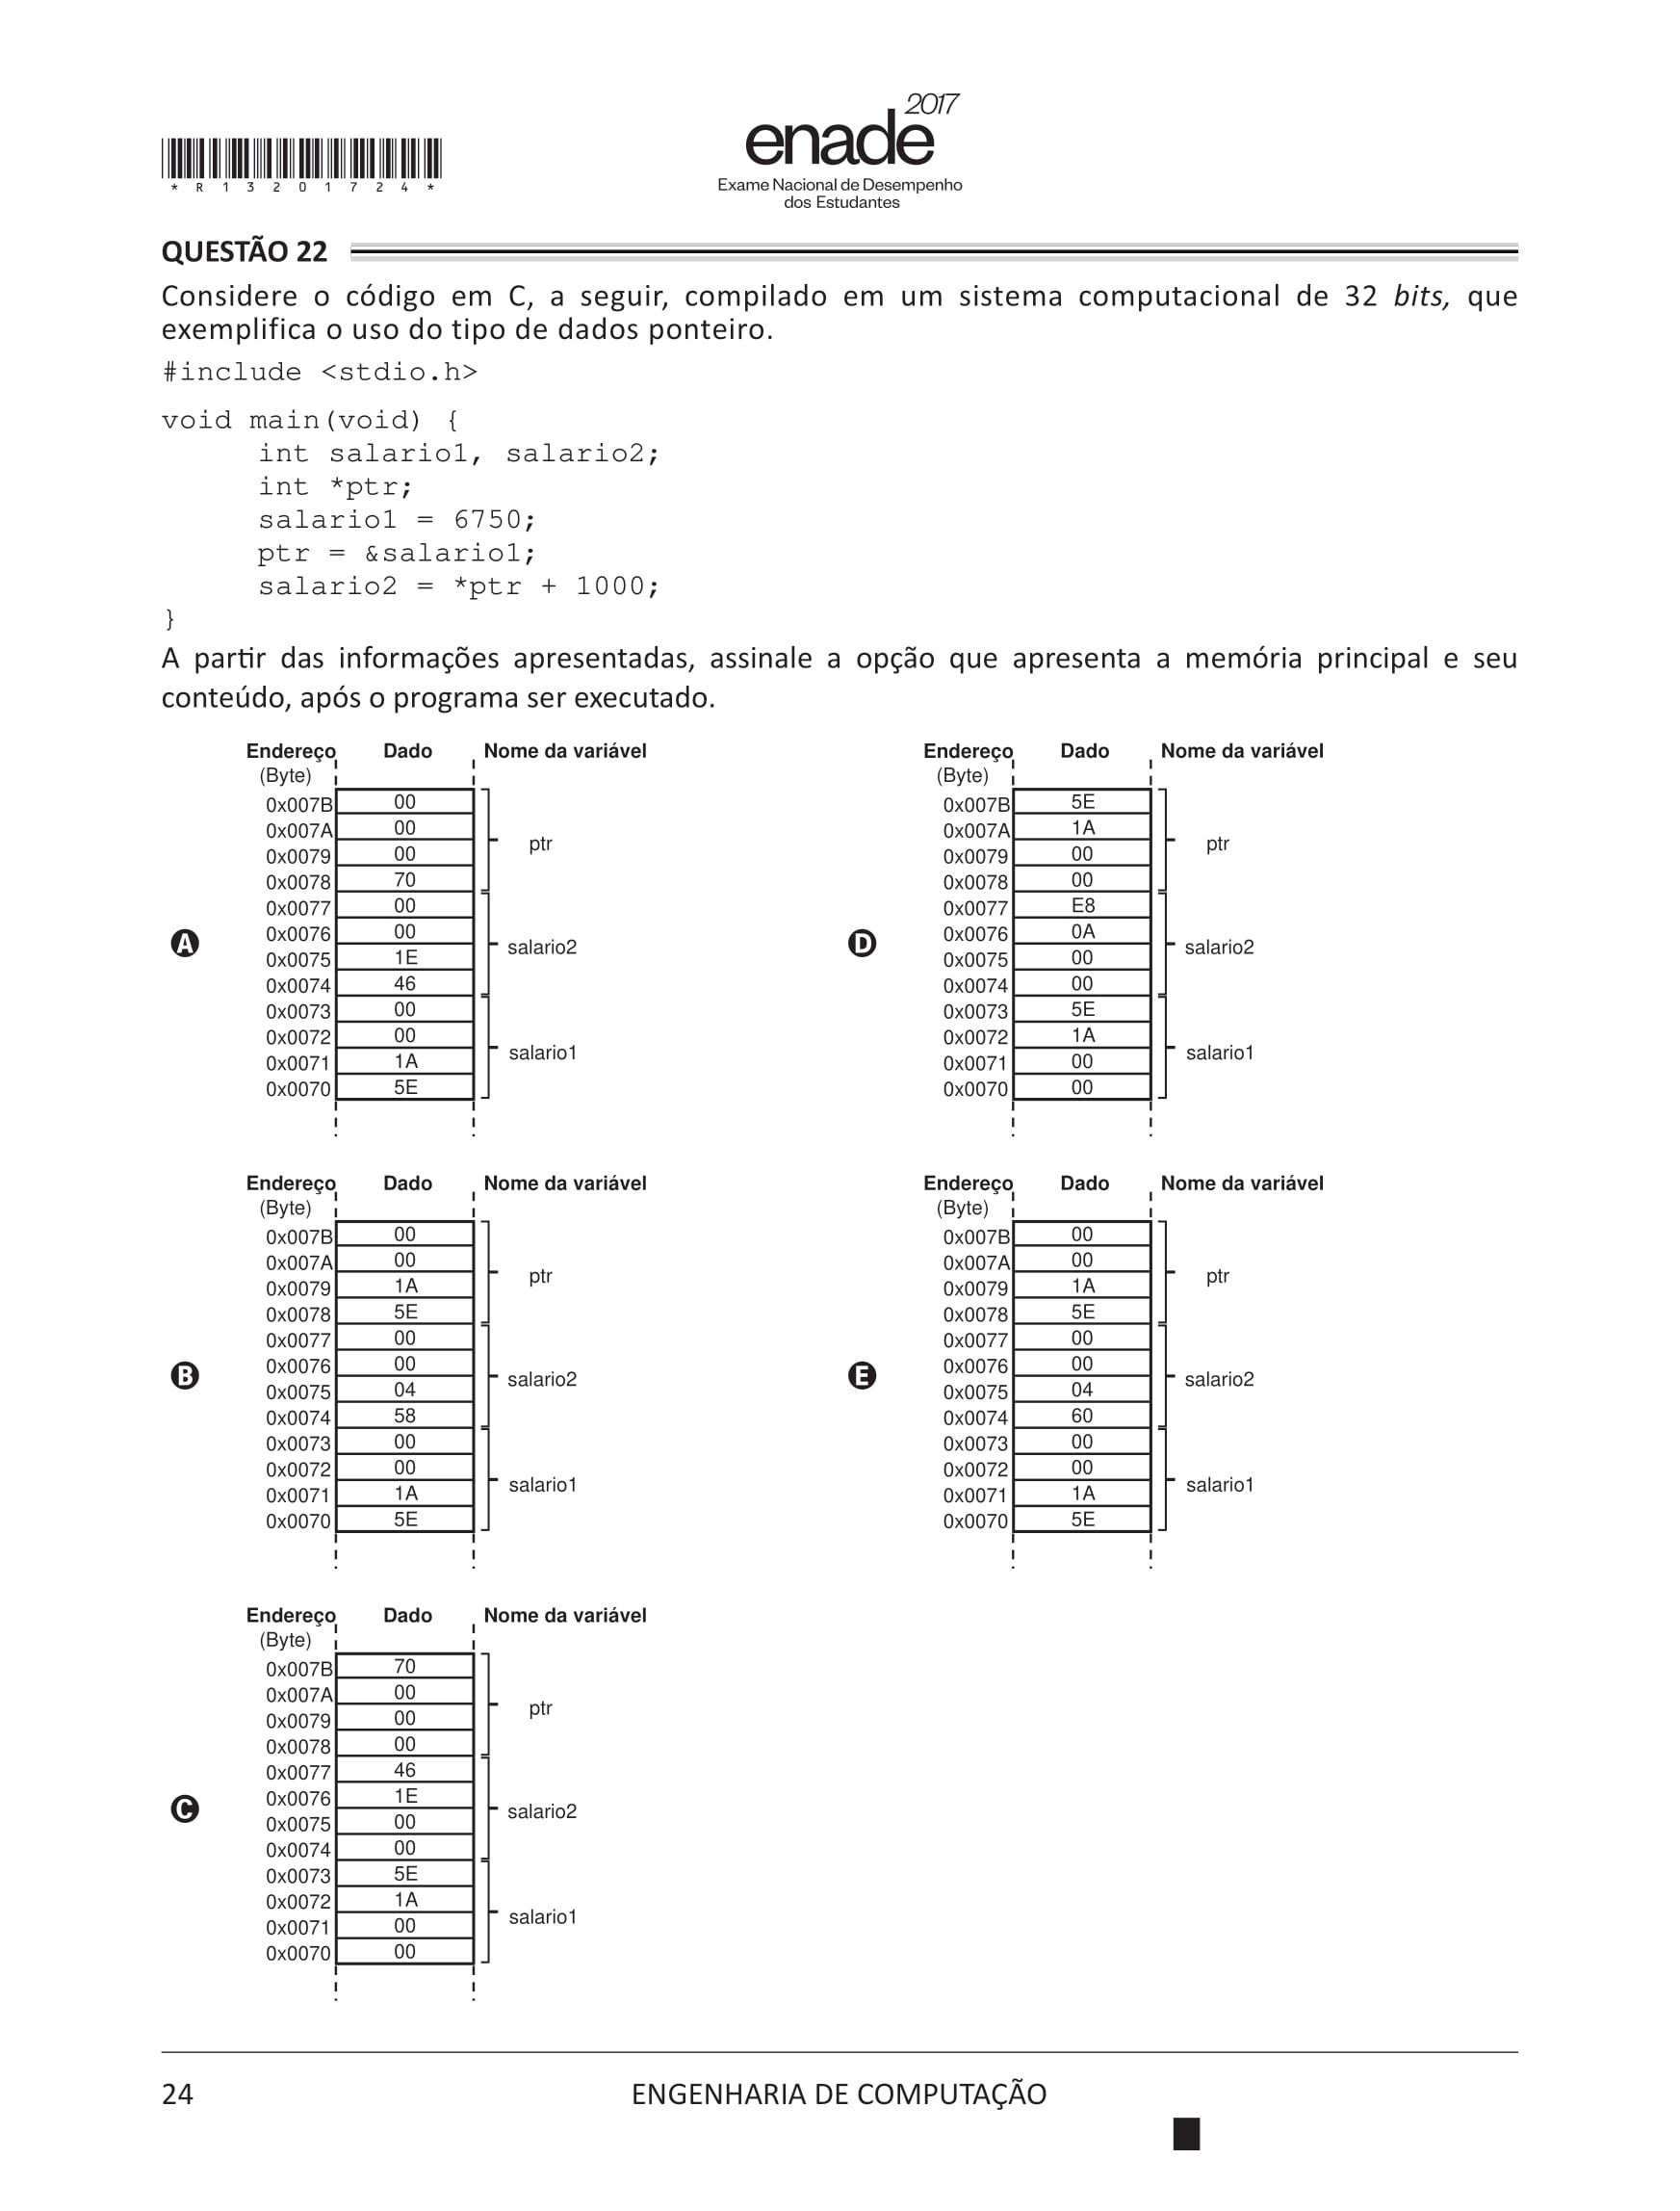 2017
enade
Exame Nacional de Desempenho
dos Estudantes
* R 1 3 2 0 1 7 2 4 *
QUESTÃO 22
Considere o código em C, a seguir, compilado em um sistema computacional de 32 bits, que
exemplifica o uso do tipo de dados ponteiro.
#include <stdio.h>
void main(void) {
int salario1, salario2;
int *ptr;
salario1 = 6750;
ptr = &salario1;
salario2 = *ptr + 1000;
}
A partir das informações apresentadas, assinale a opção que apresenta a memória principal e seu
conteúdo, após o programa ser executado.
A
Endereço Dado Nome da variável
(Byte)
0x007B 00
0x007A 00
0x0079 00
0x0078 70
ptr
0x0077 00
0x0076 00
0x0075 1E
0x0074 46
salario2
0x0073 00
0x0072 00
0x0071 1A
0x0070 5E
salario1
B
Endereço Dado Nome da variável
(Byte)
0x007B 00
0x007A 00
0x0079 1A
0x0078 5E
ptr
0x0077 00
0x0076 00
0x0075 04
0x0074 58
salario2
0x0073 00
0x0072 00
0x0071 1A
0x0070 5E
salario1
C
Endereço Dado Nome da variável
(Byte)
0x007B 70
0x007A 00
0x0079 00
0x0078 00
ptr
0x0077 46
0x0076 1E
0x0075 00
0x0074 00
salario2
0x0073 5E
0x0072 1A
0x0071 00
0x0070 00
salario1
D
Endereço Dado Nome da variável
(Byte)
0x007B 5E
0x007A 1A
0x0079 00
0x0078 00
ptr
0x0077 E8
0x0076 0A
0x0075 00
0x0074 00
salario2
0x0073 5E
0x0072 1A
0x0071 00
0x0070 00
salario1
E
Endereço Dado Nome da variável
(Byte)
0x007B 00
0x007A 00
0x0079 1A
0x0078 5E
ptr
0x0077 00
0x0076 00
0x0075 04
0x0074 60
salario2
0x0073 00
0x0072 00
0x0071 1A
0x0070 5E
salario1
24
ENGENHARIA DE COMPUTAÇÃO